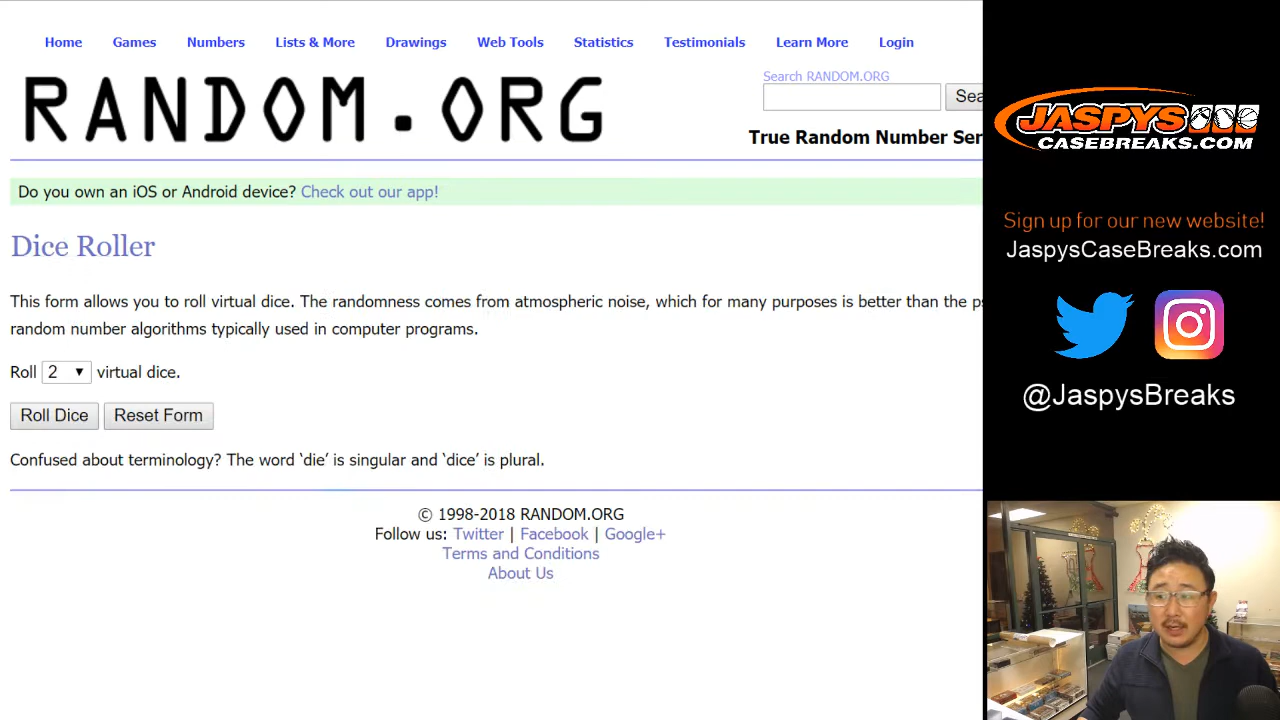 Home Games Numbers Lists & More Drawings Web Tools Statistics Testimonials Learn More Login
RANDOM.ORG
Search RANDOM.ORG
Sea
True Random Number Ser
Do you own an iOS or Android device? Check out our app!
Dice Roller
This form allows you to roll virtual dice. The randomness comes from atmospheric noise, which for many purposes is better than the ps
random number algorithms typically used in computer programs.
Roll 2 virtual dice.
Roll Dice Reset Form
Confused about terminology? The word ‘die’ is singular and ‘dice’ is plural.
© 1998-2018 RANDOM.ORG
Follow us: Twitter | Facebook | Google+
Terms and Conditions
About Us
JASPYS
CASEBREAKS.COM
Sign up for our new website!
JaspysCaseBreaks.com
@JaspysBreaks